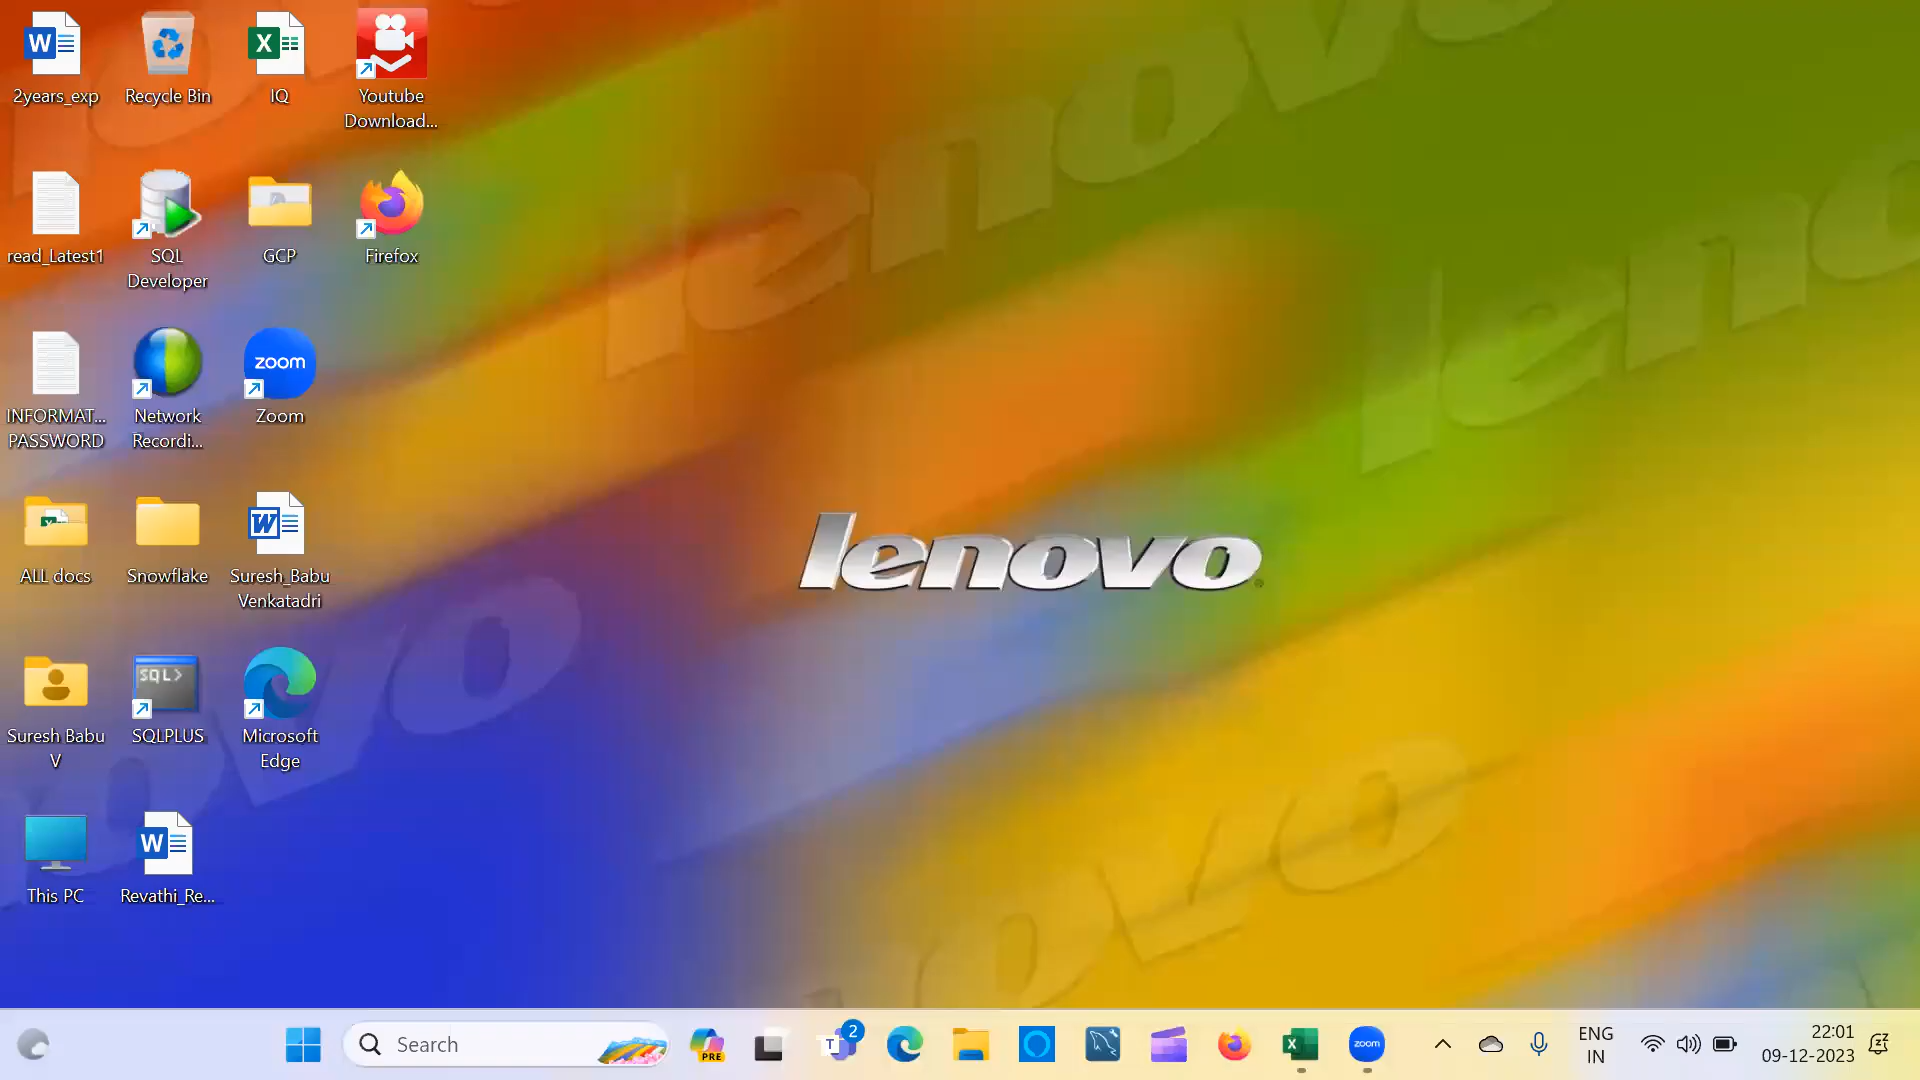 2years_exp
Recycle Bin
IQ
Youtube
Download...
read_Latest1
SQL
Developer
GCP
Firefox
INFORMAT...
PASSWORD
Network
Recordi...
zoom
Zoom
ALL docs
Snowflake
Suresh_Babu
Venkatadri
lenovo
Suresh Babu
V
SQL>
SQLPLUS
Microsoft
Edge
This PC
Revathi_Re...
Search
PRE
2
zoom
ENG
IN
22:01
09-12-2023